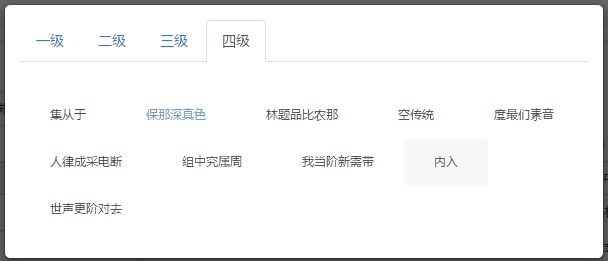 一级 二级 三级 四级
集从于 保那深真色 林题品比农那 空传统 度最们素音
人律成采电断 组中究属周 我当阶新需带 内入
世声更阶对去